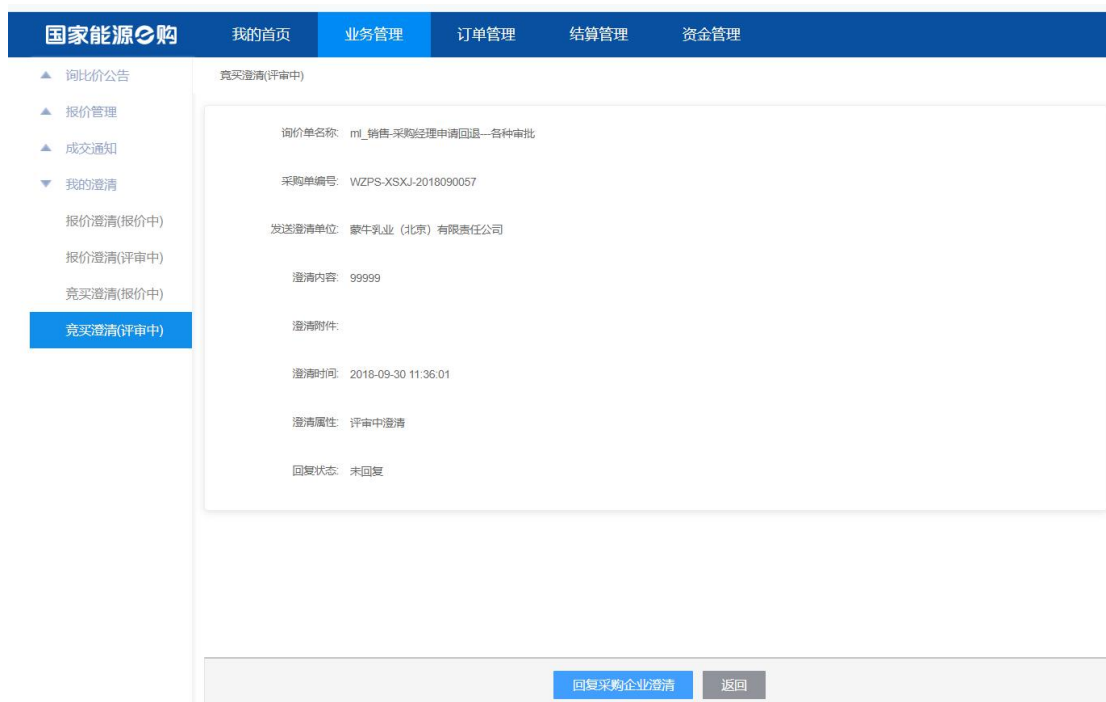 国家能源e购 我的首页 业务管理 订单管理 结算管理 资金管理
询比价公告
报价管理
成交通知
我的澄清
报价澄清(报价中)
报价澄清(评审中)
竞买澄清(报价中)
竞买澄清(评审中)
竞买澄清(评审中)
询价单名称: ml_销售-采购经理申请回退---各种审批
采购单编号: WZPS-XSXJ-2018090057
发送澄清单位: 蒙牛乳业（北京）有限责任公司
澄清内容: 99999
澄清附件:
澄清时间: 2018-09-30 11:36:01
澄清属性: 评审中澄清
回复状态: 未回复
回复采购企业澄清 返回